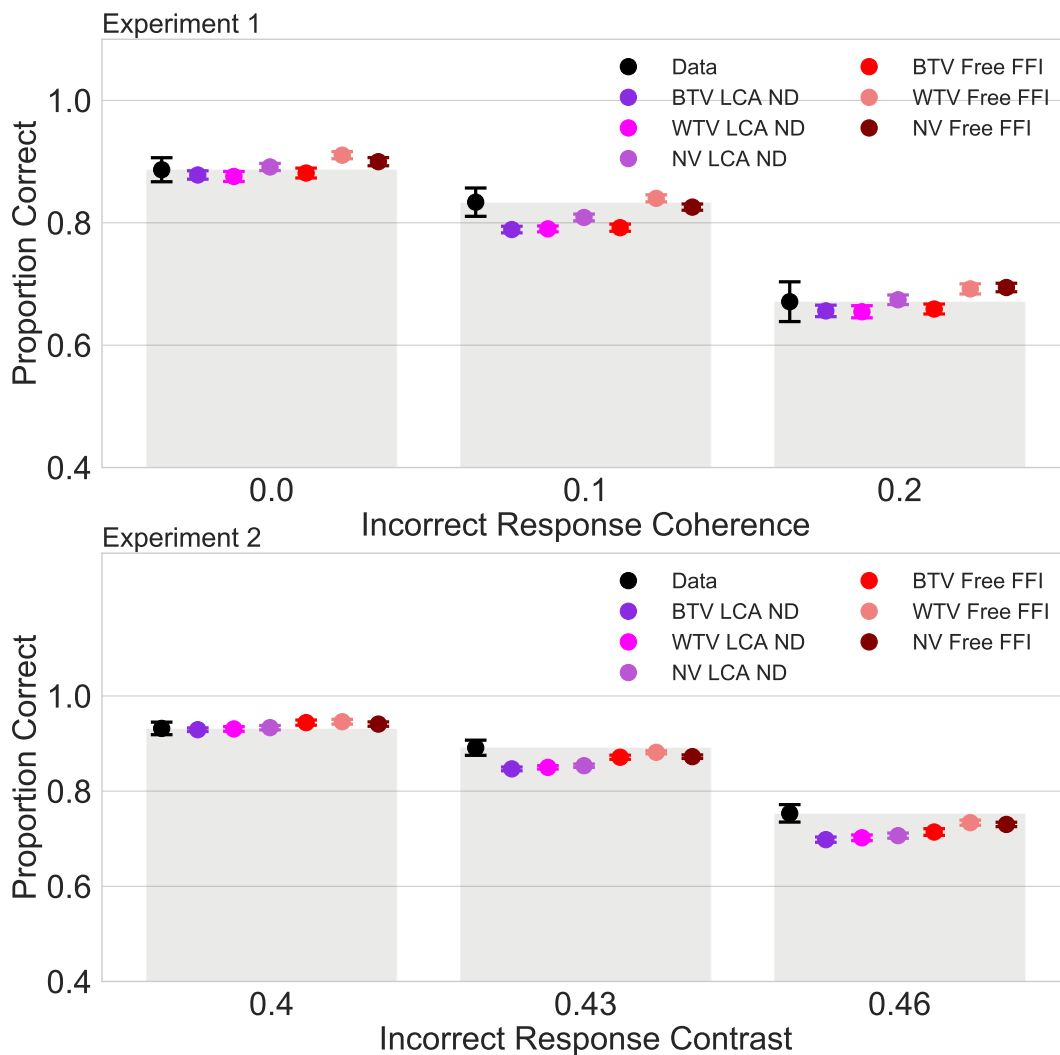 Experiment 1
Data
BTV LCA ND
WTV LCA ND
NV LCA ND
BTV Free FFI
WTV Free FFI
NV Free FFI
Proportion Correct
1.0
0.8
0.6
0.4
0.0 0.1 0.2
Incorrect Response Coherence
Experiment 2
Data
BTV LCA ND
WTV LCA ND
NV LCA ND
BTV Free FFI
WTV Free FFI
NV Free FFI
Proportion Correct
1.0
0.8
0.6
0.4
0.4 0.43 0.46
Incorrect Response Contrast